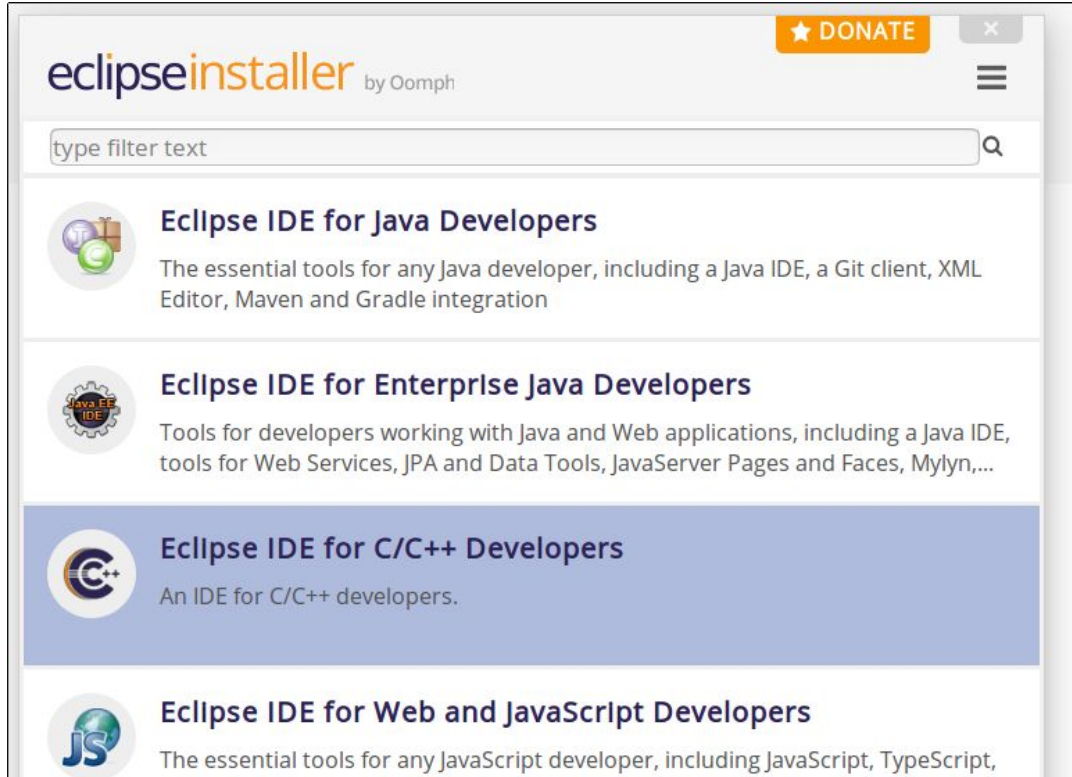 ★ DONATE
×
eclipseinstaller by Oomph
type filter text
Eclipse IDE for Java Developers
The essential tools for any Java developer, including a Java IDE, a Git client, XML
Editor, Maven and Gradle integration
Java EE
IDE
Eclipse IDE for Enterprise Java Developers
Tools for developers working with Java and Web applications, including a Java IDE,
tools for Web Services, JPA and Data Tools, JavaServer Pages and Faces, Mylyn,...
C++
Eclipse IDE for C/C++ Developers
An IDE for C/C++ developers.
JS
Eclipse IDE for Web and JavaScript Developers
The essential tools for any JavaScript developer, including JavaScript, TypeScript,